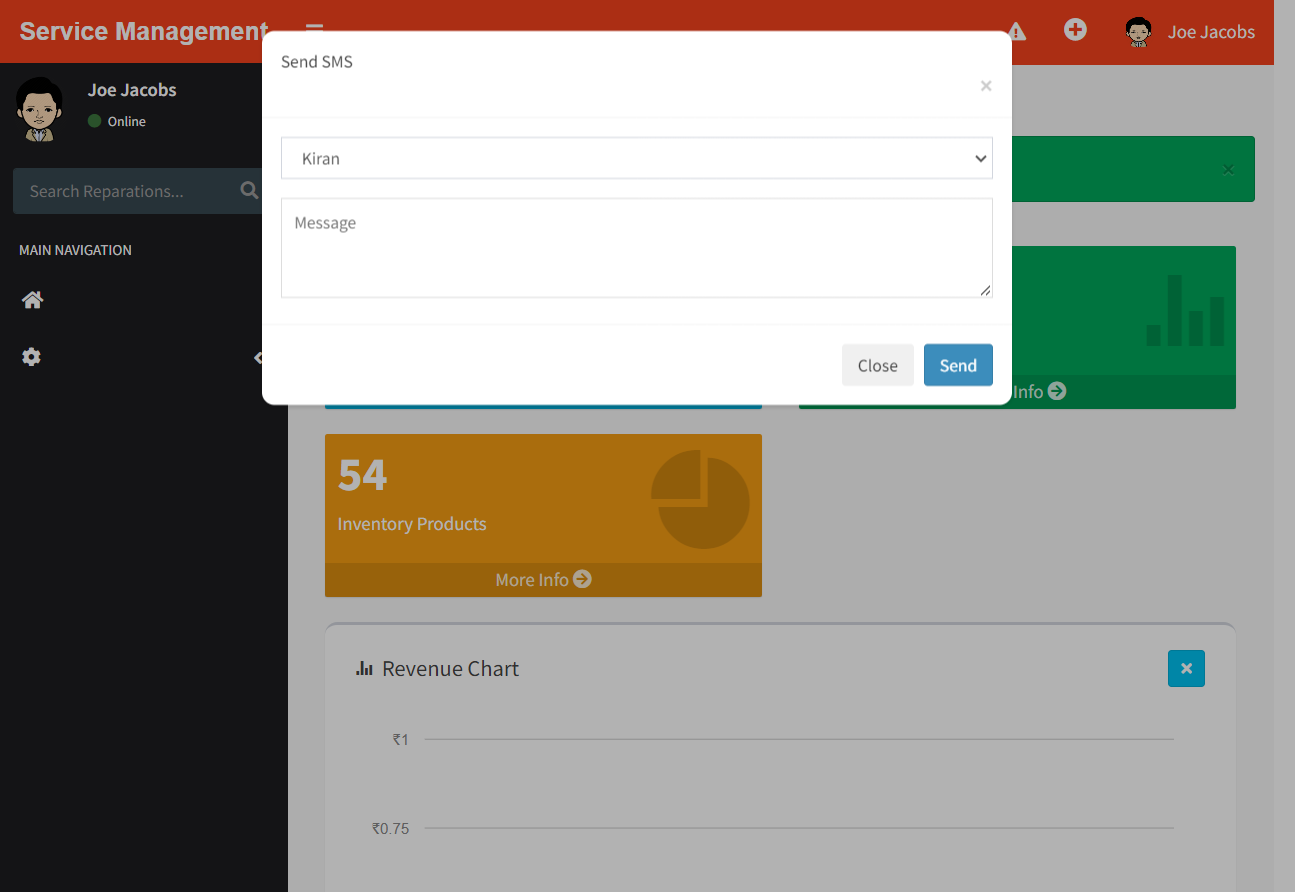 Service Management
Joe Jacobs
Send SMS
×
Joe Jacobs
Online
Kiran
Search Reparations...
Message
MAIN NAVIGATION
Close
Send
Info
54
Inventory Products
More Info
Revenue Chart
₹1
₹0.75